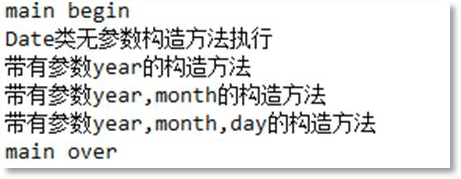 main begin
Date类无参数构造方法执行
带有参数year的构造方法
带有参数year,month的构造方法
带有参数year,month,day的构造方法
main over